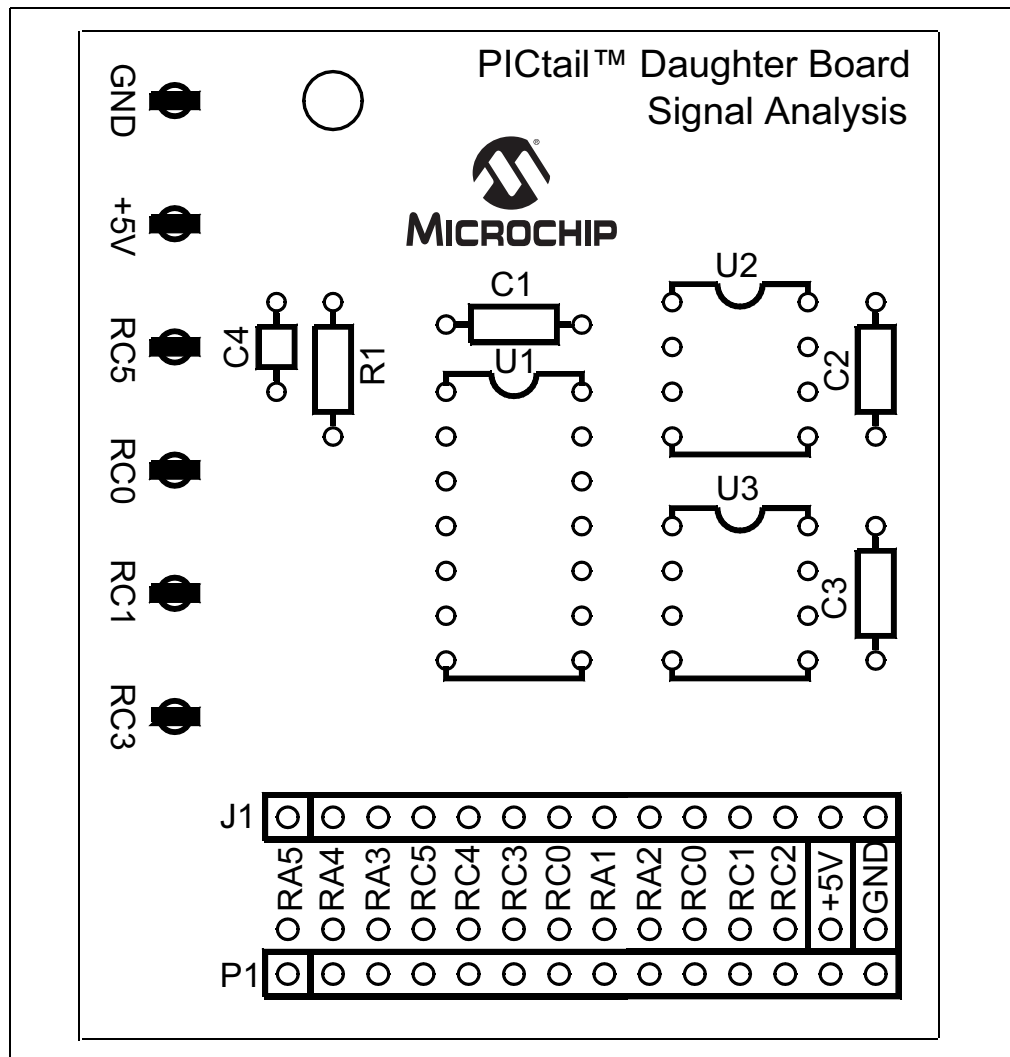 PICtail™ Daughter Board
Signal Analysis
MICROCHIP®
GND
+5V
RC5
RC0
RC1
RC3
C4
R1
C1
U1
U2
C2
U3
C3
J1
RA5
RA4
RA3
RC5
RC4
RC3
RC0
RA1
RA2
RC0
RC1
RC2
+5V
GND
P1